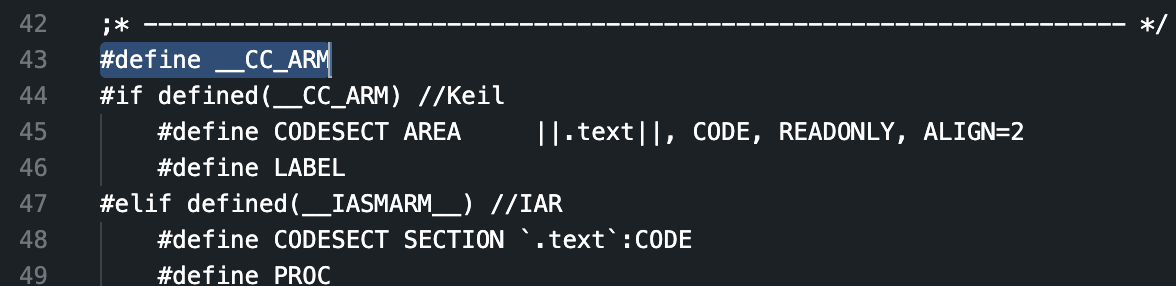 42 ;* -------------------------------------------------------------------- */
43 #define __CC_ARM
44 #if defined(__CC_ARM) //Keil
45 #define CODESECT AREA ||.text||, CODE, READONLY, ALIGN=2
46 #define LABEL
47 #elif defined(__IASMARM__) //IAR
48 #define CODESECT SECTION `.text`:CODE
49 #define PROC